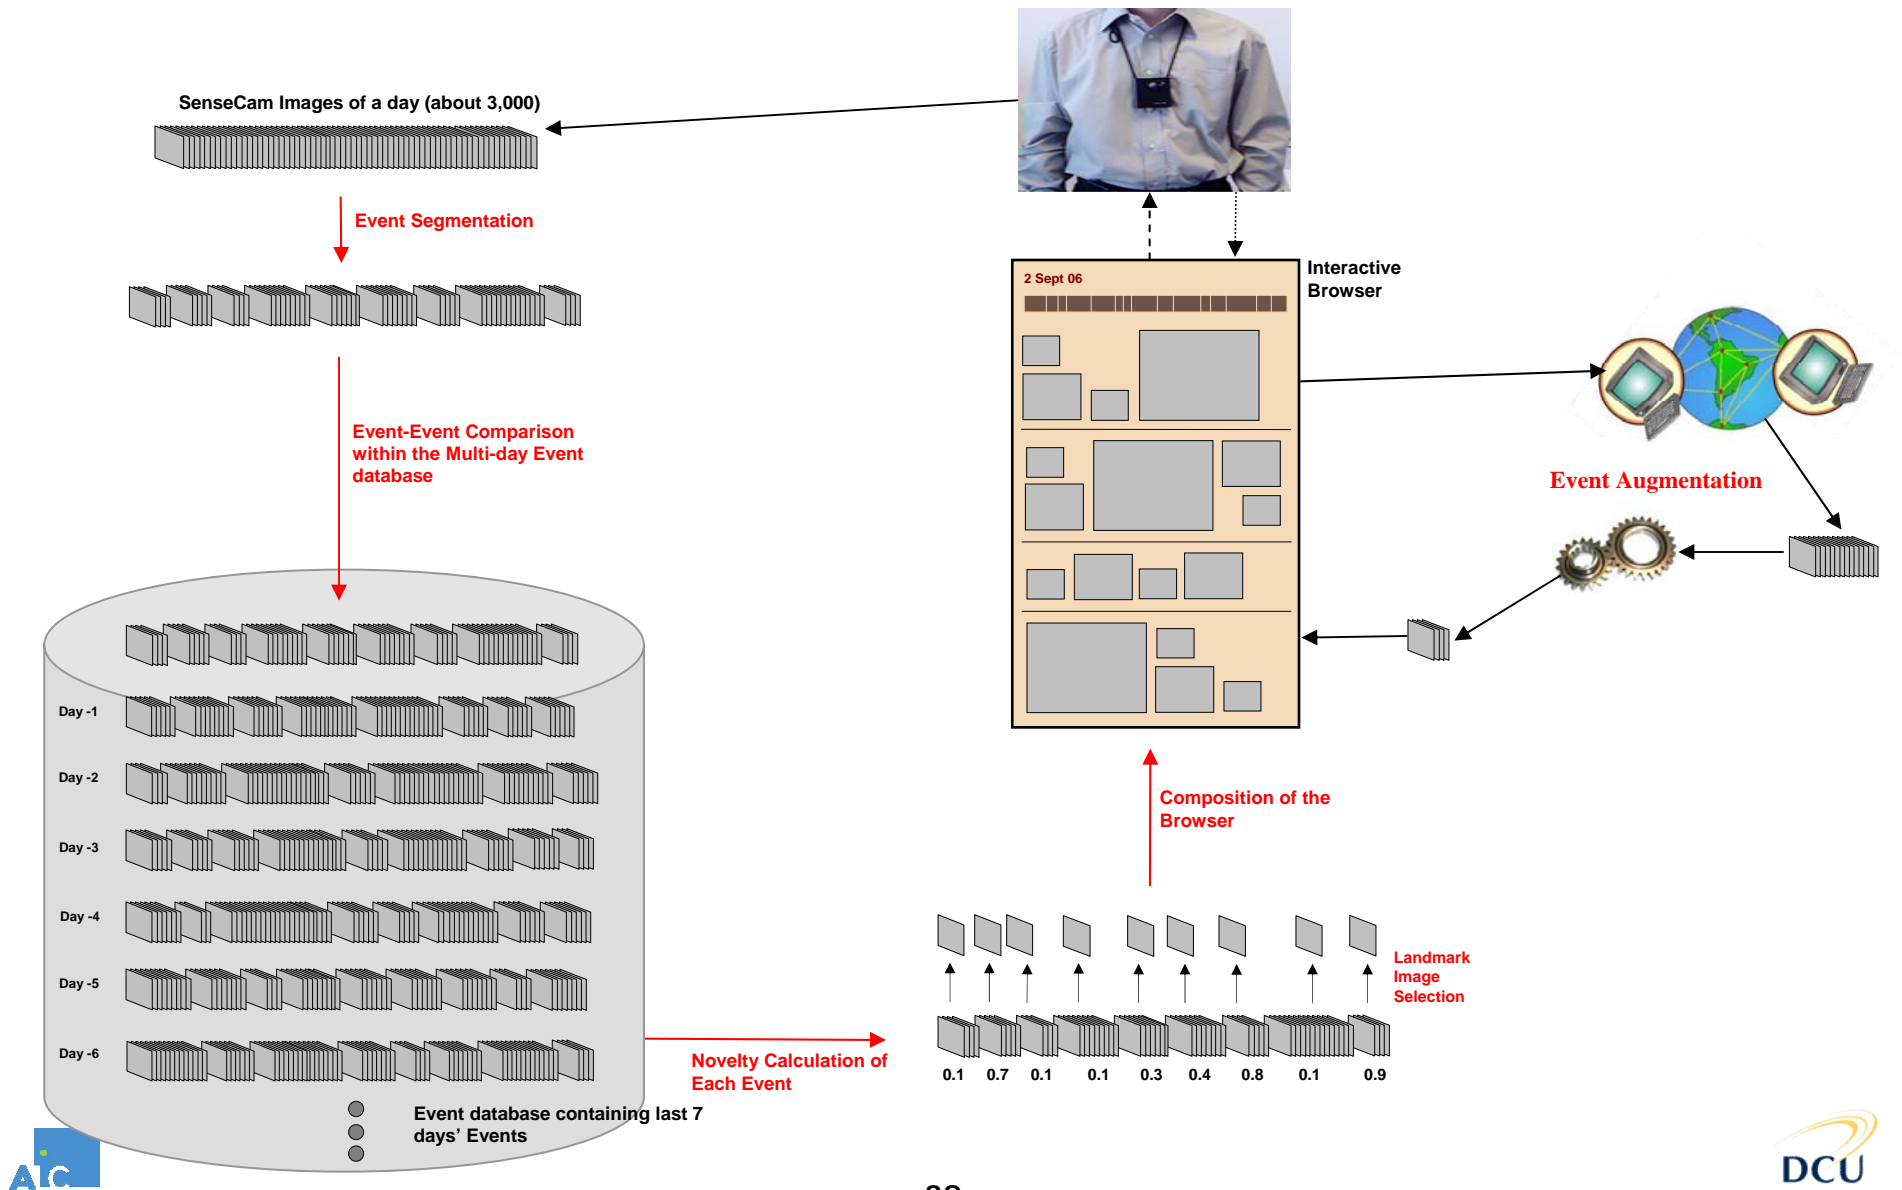 SenseCam Images of a day (about 3,000)
Event Segmentation
Event-Event Comparison
within the Multi-day Event
database
Day -1
Day -2
Day -3
Day -4
Day -5
Day -6
Event database containing last 7
days’ Events
Novelty Calculation of
Each Event
0.1 0.7 0.1 0.1 0.3 0.4 0.8 0.1 0.9
Landmark
Image
Selection
Composition of the
Browser
2 Sept 06
Interactive
Browser
Event Augmentation
AiC
DCU